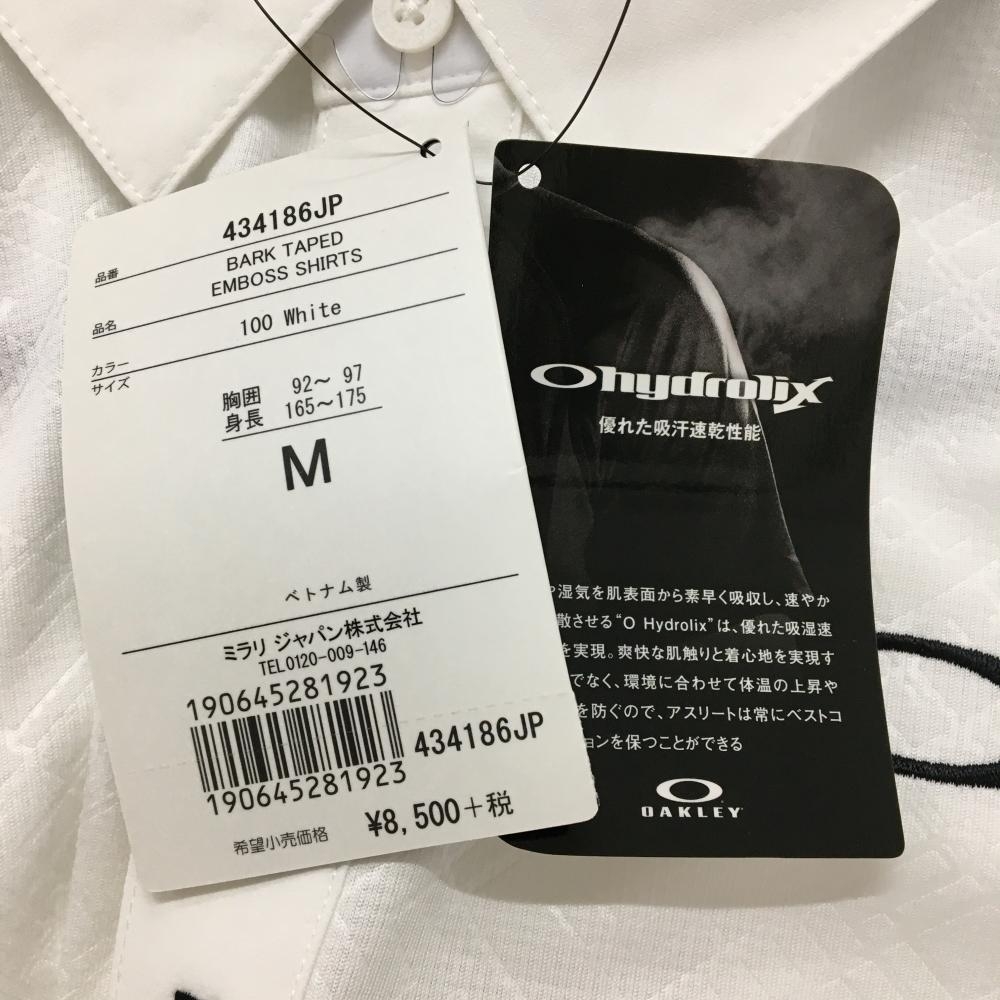 434186JP
品番
BARK TAPED
EMBOSS SHIRTS
品名
100 White
カラー
サイズ
胸囲 92～ 97
身長 165～175
M
ベトナム製
ミラリ ジャパン株式会社
TEL0120-009-146
190645281923
434186JP
190645281923
希望小売価格 ¥8,500+税
Ohydrolix
優れた吸汗速乾性能
や湿気を肌表面から素早く吸収し、速やか
散させる“O Hydrolix”は、優れた吸湿速
を実現。爽快な肌触りと着心地を実現す
でなく、環境に合わせて体温の上昇や
を防ぐので、アスリートは常にベストコ
ョンを保つことができる
OAKLEY